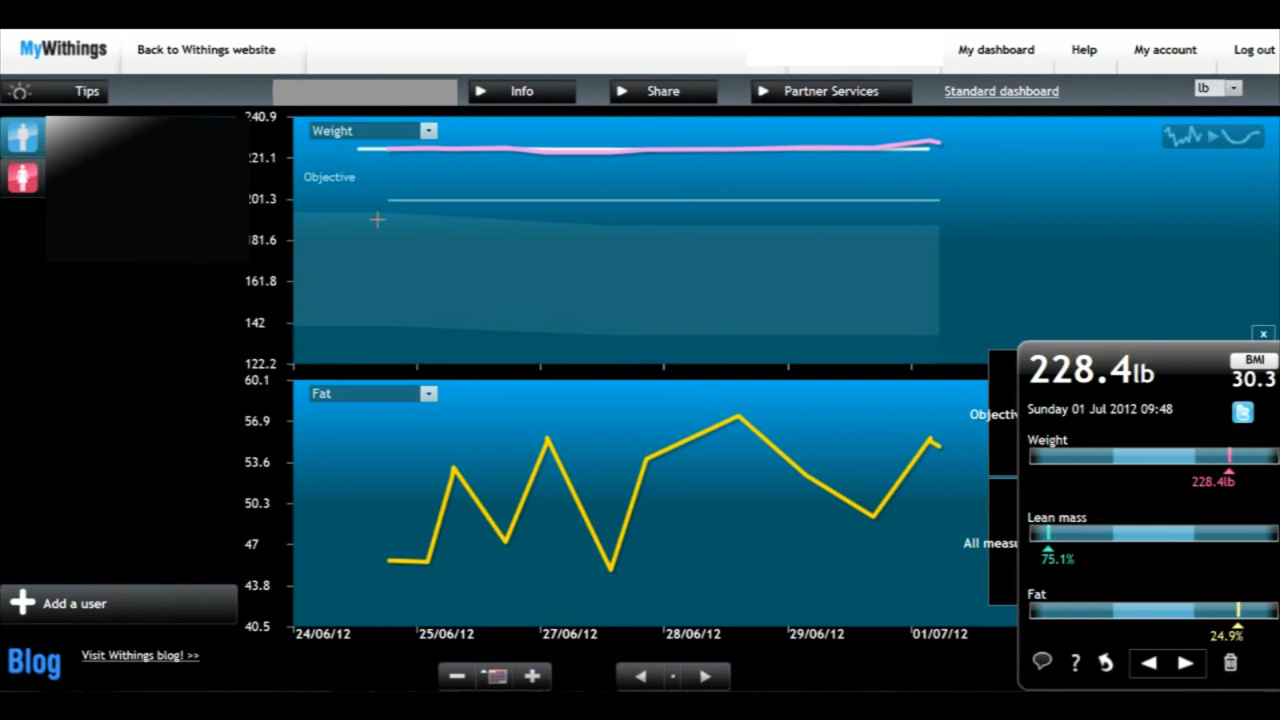 MyWithings
Back to Withings website
My dashboard
Help
My account
Log out
Tips
Info
Share
Partner Services
Standard dashboard
lb
240.9
221.1
201.3
181.6
161.8
142
122.2
Weight
Objective
60.1
56.9
53.6
50.3
47
43.8
40.5
Fat
24/06/12
25/06/12
27/06/12
28/06/12
29/06/12
01/07/12
Objectiv
All measu
x
228.4lb
BMI
30.3
Sunday 01 Jul 2012 09:48
Weight
228.4lb
Lean mass
75.1%
Fat
24.9%
?
Add a user
Blog
Visit Withings blog! >>